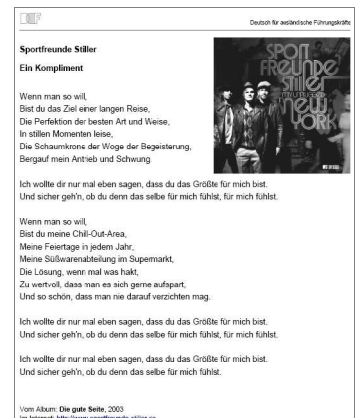 Deutsch für ausländische Führungskräfte
Sportfreunde Stiller
Ein Kompliment
SPORT
FREUNDE
STILLER
MTV UNPLUGGED
NEW
YORK
Wenn man so will,
Bist du das Ziel einer langen Reise,
Die Perfektion der besten Art und Weise,
In stillen Momenten leise,
Die Schaumkrone der Woge der Begeisterung,
Bergauf mein Antrieb und Schwung.
Ich wollte dir nur mal eben sagen, dass du das Größte für mich bist.
Und sicher geh'n, ob du denn das selbe für mich fühlst, für mich fühlst.
Wenn man so will,
Bist du meine Chill-Out-Area,
Meine Feiertage in jedem Jahr,
Meine Süßwarenabteilung im Supermarkt,
Die Lösung, wenn mal was hakt,
Zu wertvoll, dass man es sich gerne aufspart,
Und so schön, dass man nie darauf verzichten mag.
Ich wollte dir nur mal eben sagen, dass du das Größte für mich bist.
Und sicher geh'n, ob du denn das selbe für mich fühlst, für mich fühlst.
Ich wollte dir nur mal eben sagen, dass du das Größte für mich bist.
Und sicher geh'n, ob du denn das selbe für mich fühlst, für mich fühlst.
Vom Album: Die gute Seite, 2003